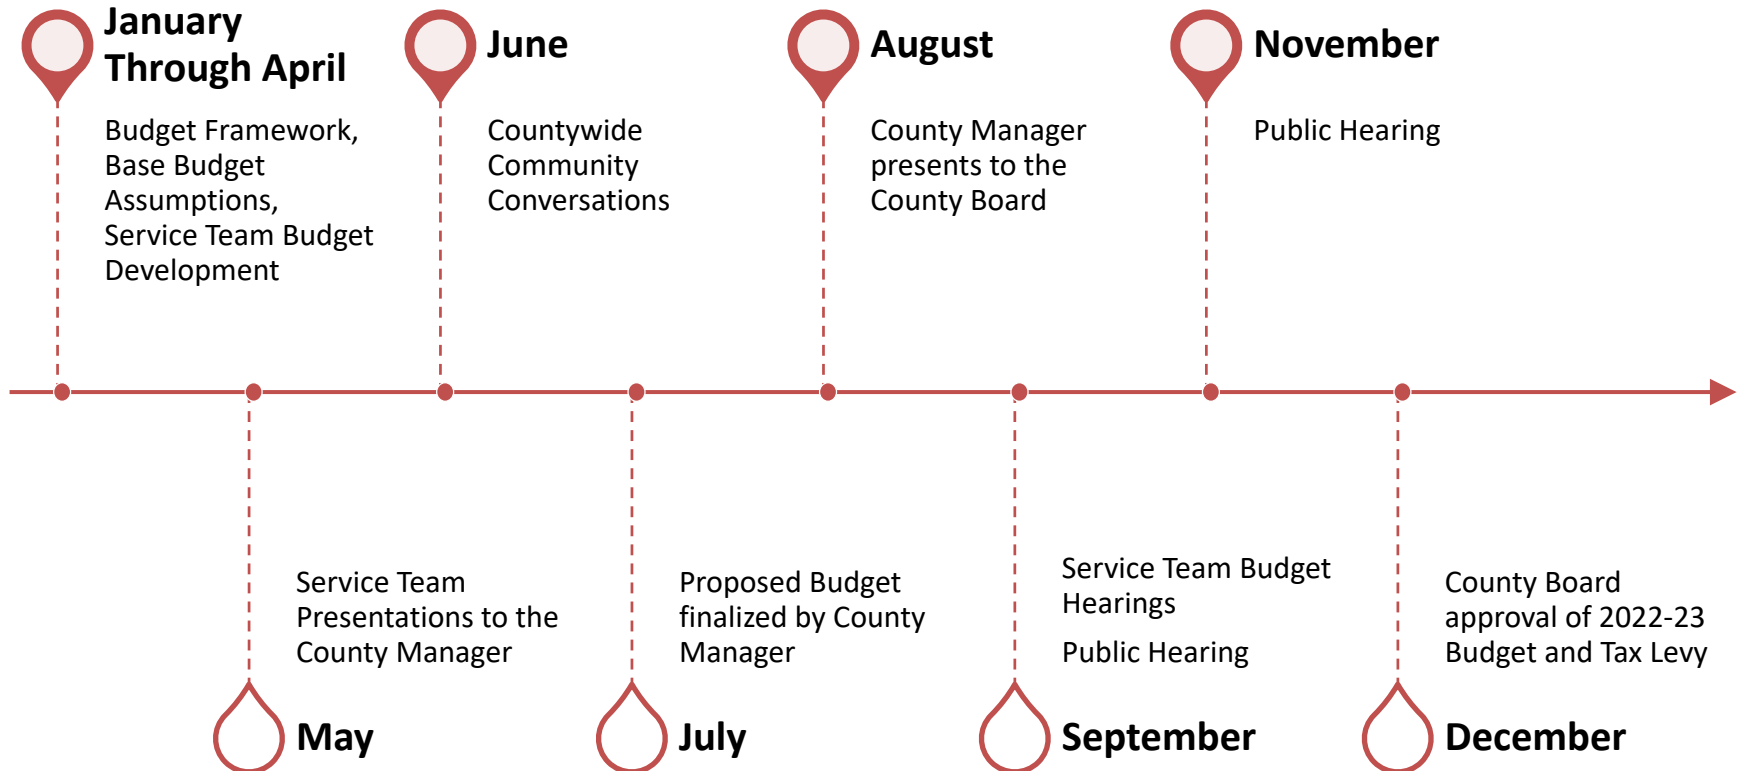 January
Through April
Budget Framework,
Base Budget
Assumptions,
Service Team Budget
Development
June
Countywide
Community
Conversations
August
County Manager
presents to the
County Board
November
Public Hearing
Service Team
Presentations to the
County Manager
May
Proposed Budget
finalized by County
Manager
July
Service Team Budget
Hearings
Public Hearing
September
County Board
approval of 2022-23
Budget and Tax Levy
December